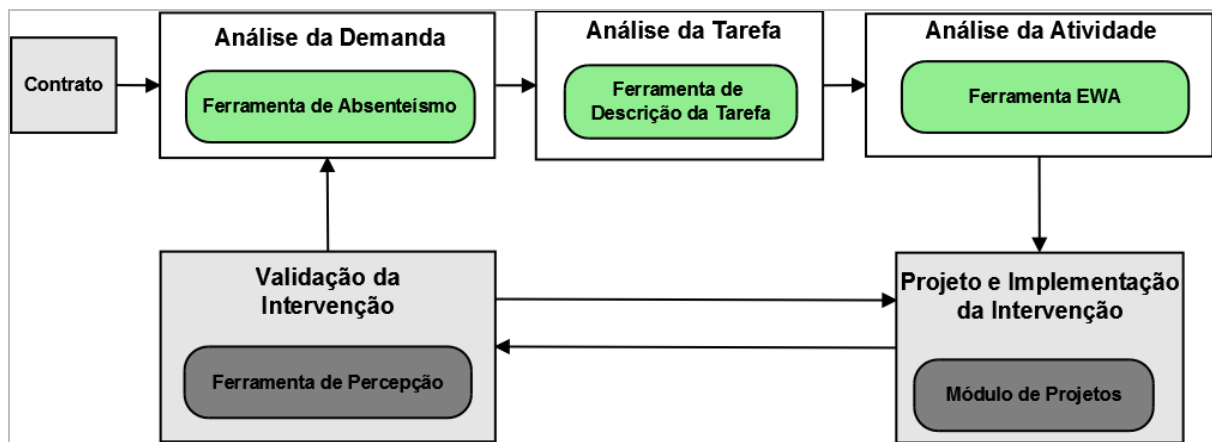 Contrato
Análise da Demanda
Ferramenta de Absenteísmo
Análise da Tarefa
Ferramenta de
Descrição da Tarefa
Análise da Atividade
Ferramenta EWA
Validação da
Intervenção
Ferramenta de Percepção
Projeto e Implementação
da Intervenção
Módulo de Projetos